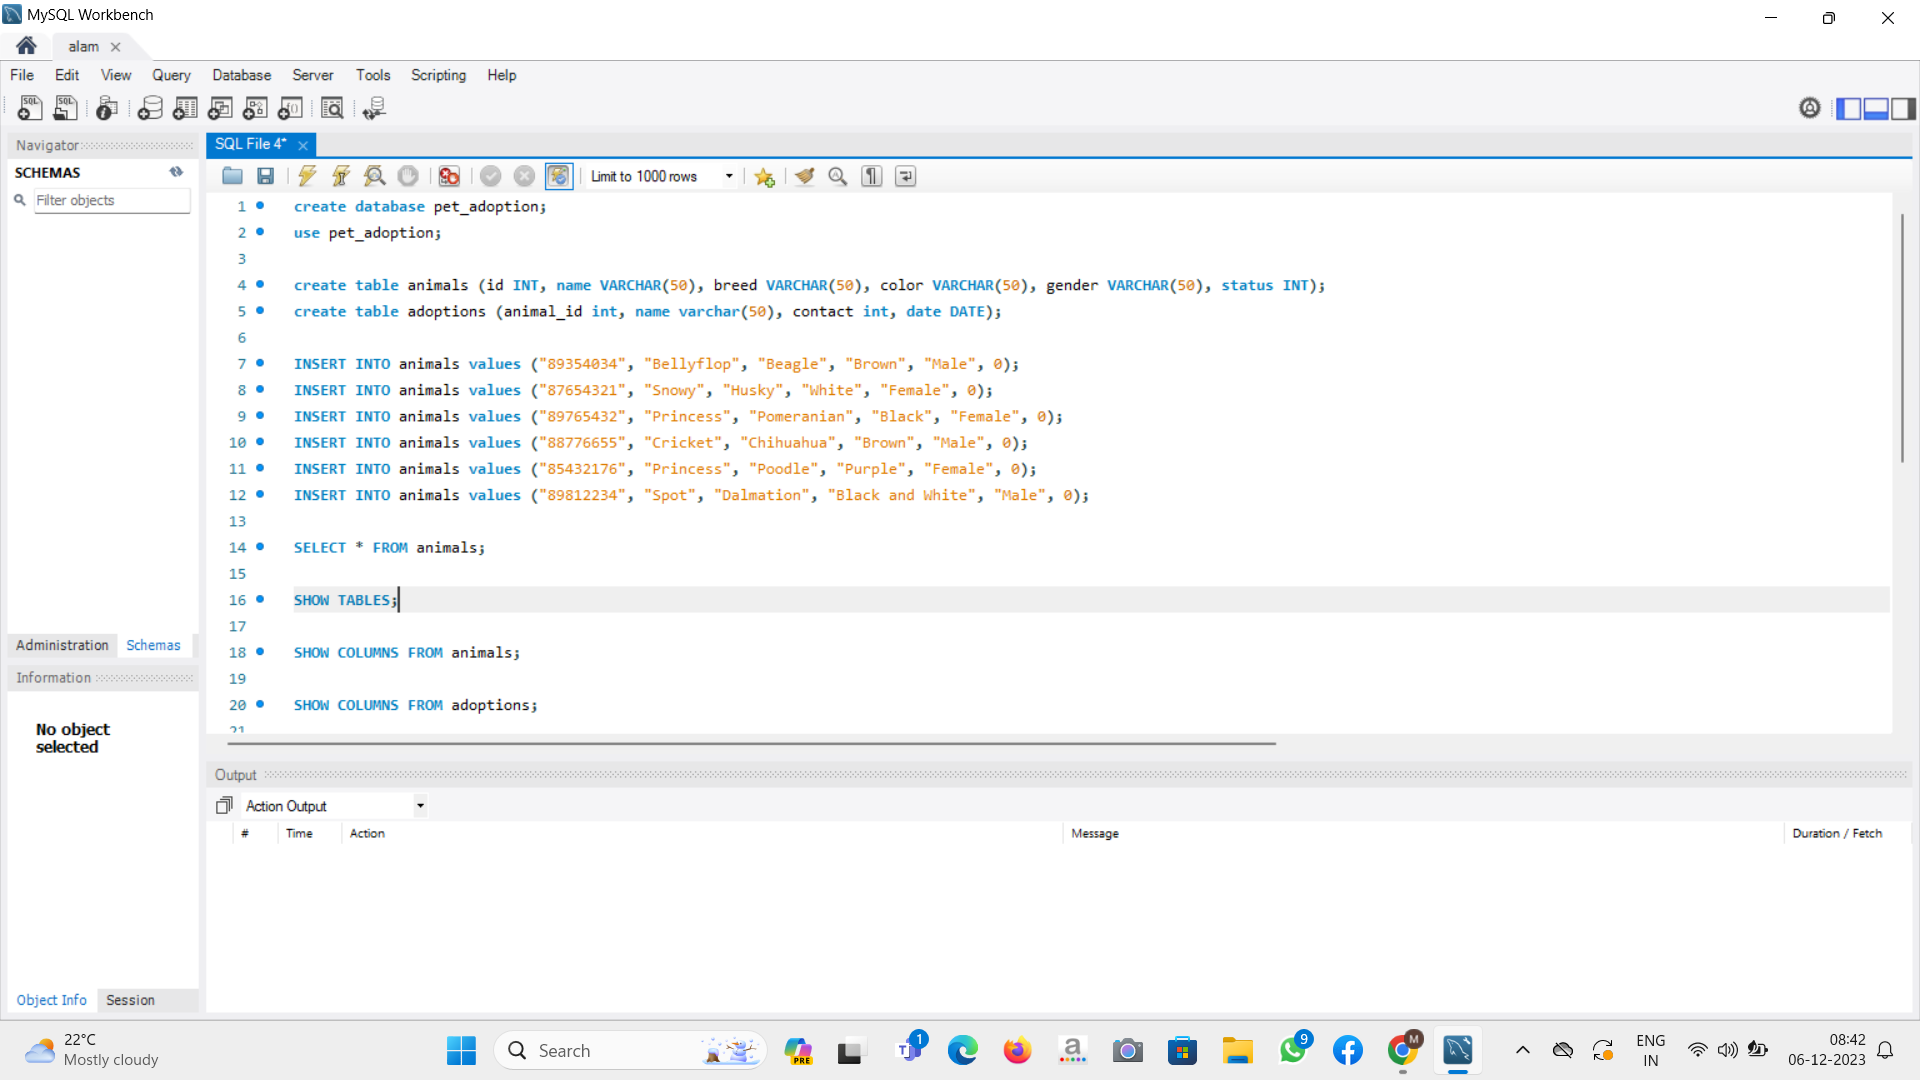 MySQL Workbench
alam
File Edit View Query Database Server Tools Scripting Help
Navigator
SCHEMAS
Filter objects
Administration Schemas
Information
No object
selected
Object Info Session
SQL File 4*
Limit to 1000 rows
1 create database pet_adoption;
2 use pet_adoption;
3
4 create table animals (id INT, name VARCHAR(50), breed VARCHAR(50), color VARCHAR(50), gender VARCHAR(50), status INT);
5 create table adoptions (animal_id int, name varchar(50), contact int, date DATE);
6
7 INSERT INTO animals values ("89354034", "Bellyflop", "Beagle", "Brown", "Male", 0);
8 INSERT INTO animals values ("87654321", "Snowy", "Husky", "White", "Female", 0);
9 INSERT INTO animals values ("89765432", "Princess", "Pomeranian", "Black", "Female", 0);
10 INSERT INTO animals values ("88776655", "Cricket", "Chihuahua", "Brown", "Male", 0);
11 INSERT INTO animals values ("85432176", "Princess", "Poodle", "Purple", "Female", 0);
12 INSERT INTO animals values ("89812234", "Spot", "Dalmation", "Black and White", "Male", 0);
13
14 SELECT * FROM animals;
15
16 SHOW TABLES;
17
18 SHOW COLUMNS FROM animals;
19
20 SHOW COLUMNS FROM adoptions;
21
Output
Action Output
# Time Action Message Duration / Fetch
22°C
Mostly cloudy
Search
PRE
1
9
M
ENG
IN
08:42
06-12-2023